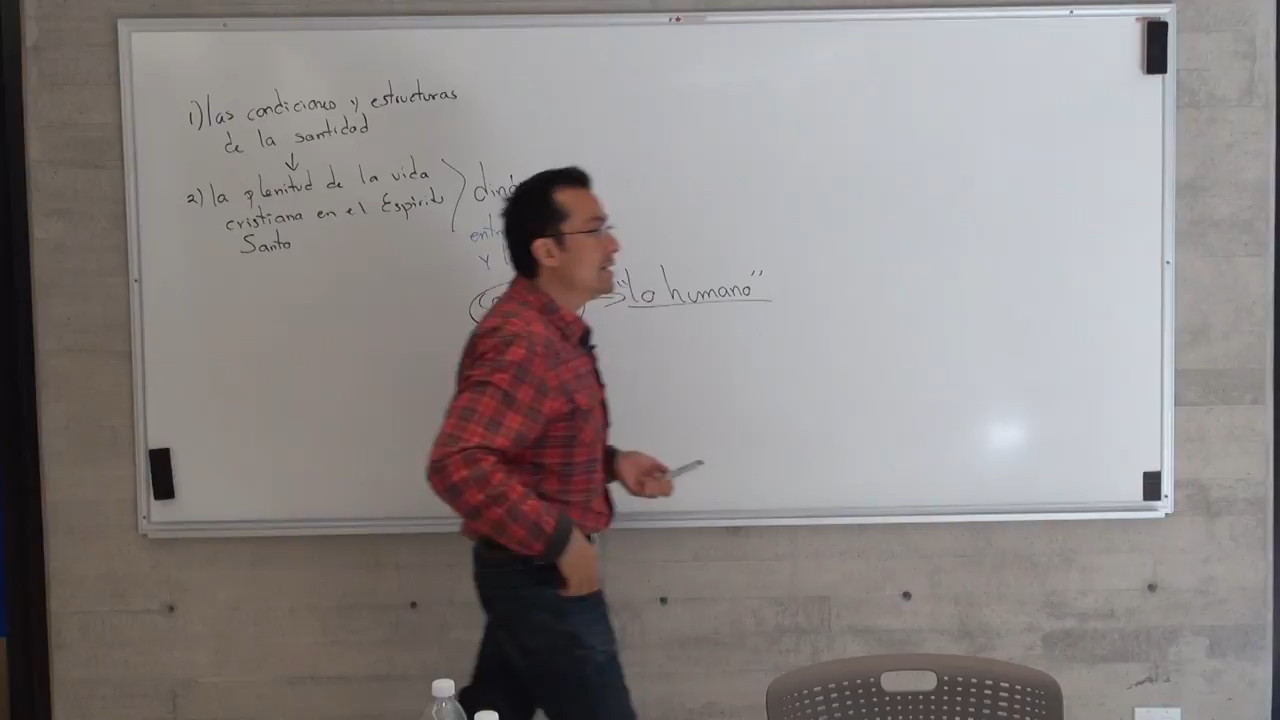 1) las condiciones y estructuras
de la santidad
↓
2) la plenitud de la vida
cristiana en el Espíritu
Santo
"lo humano"